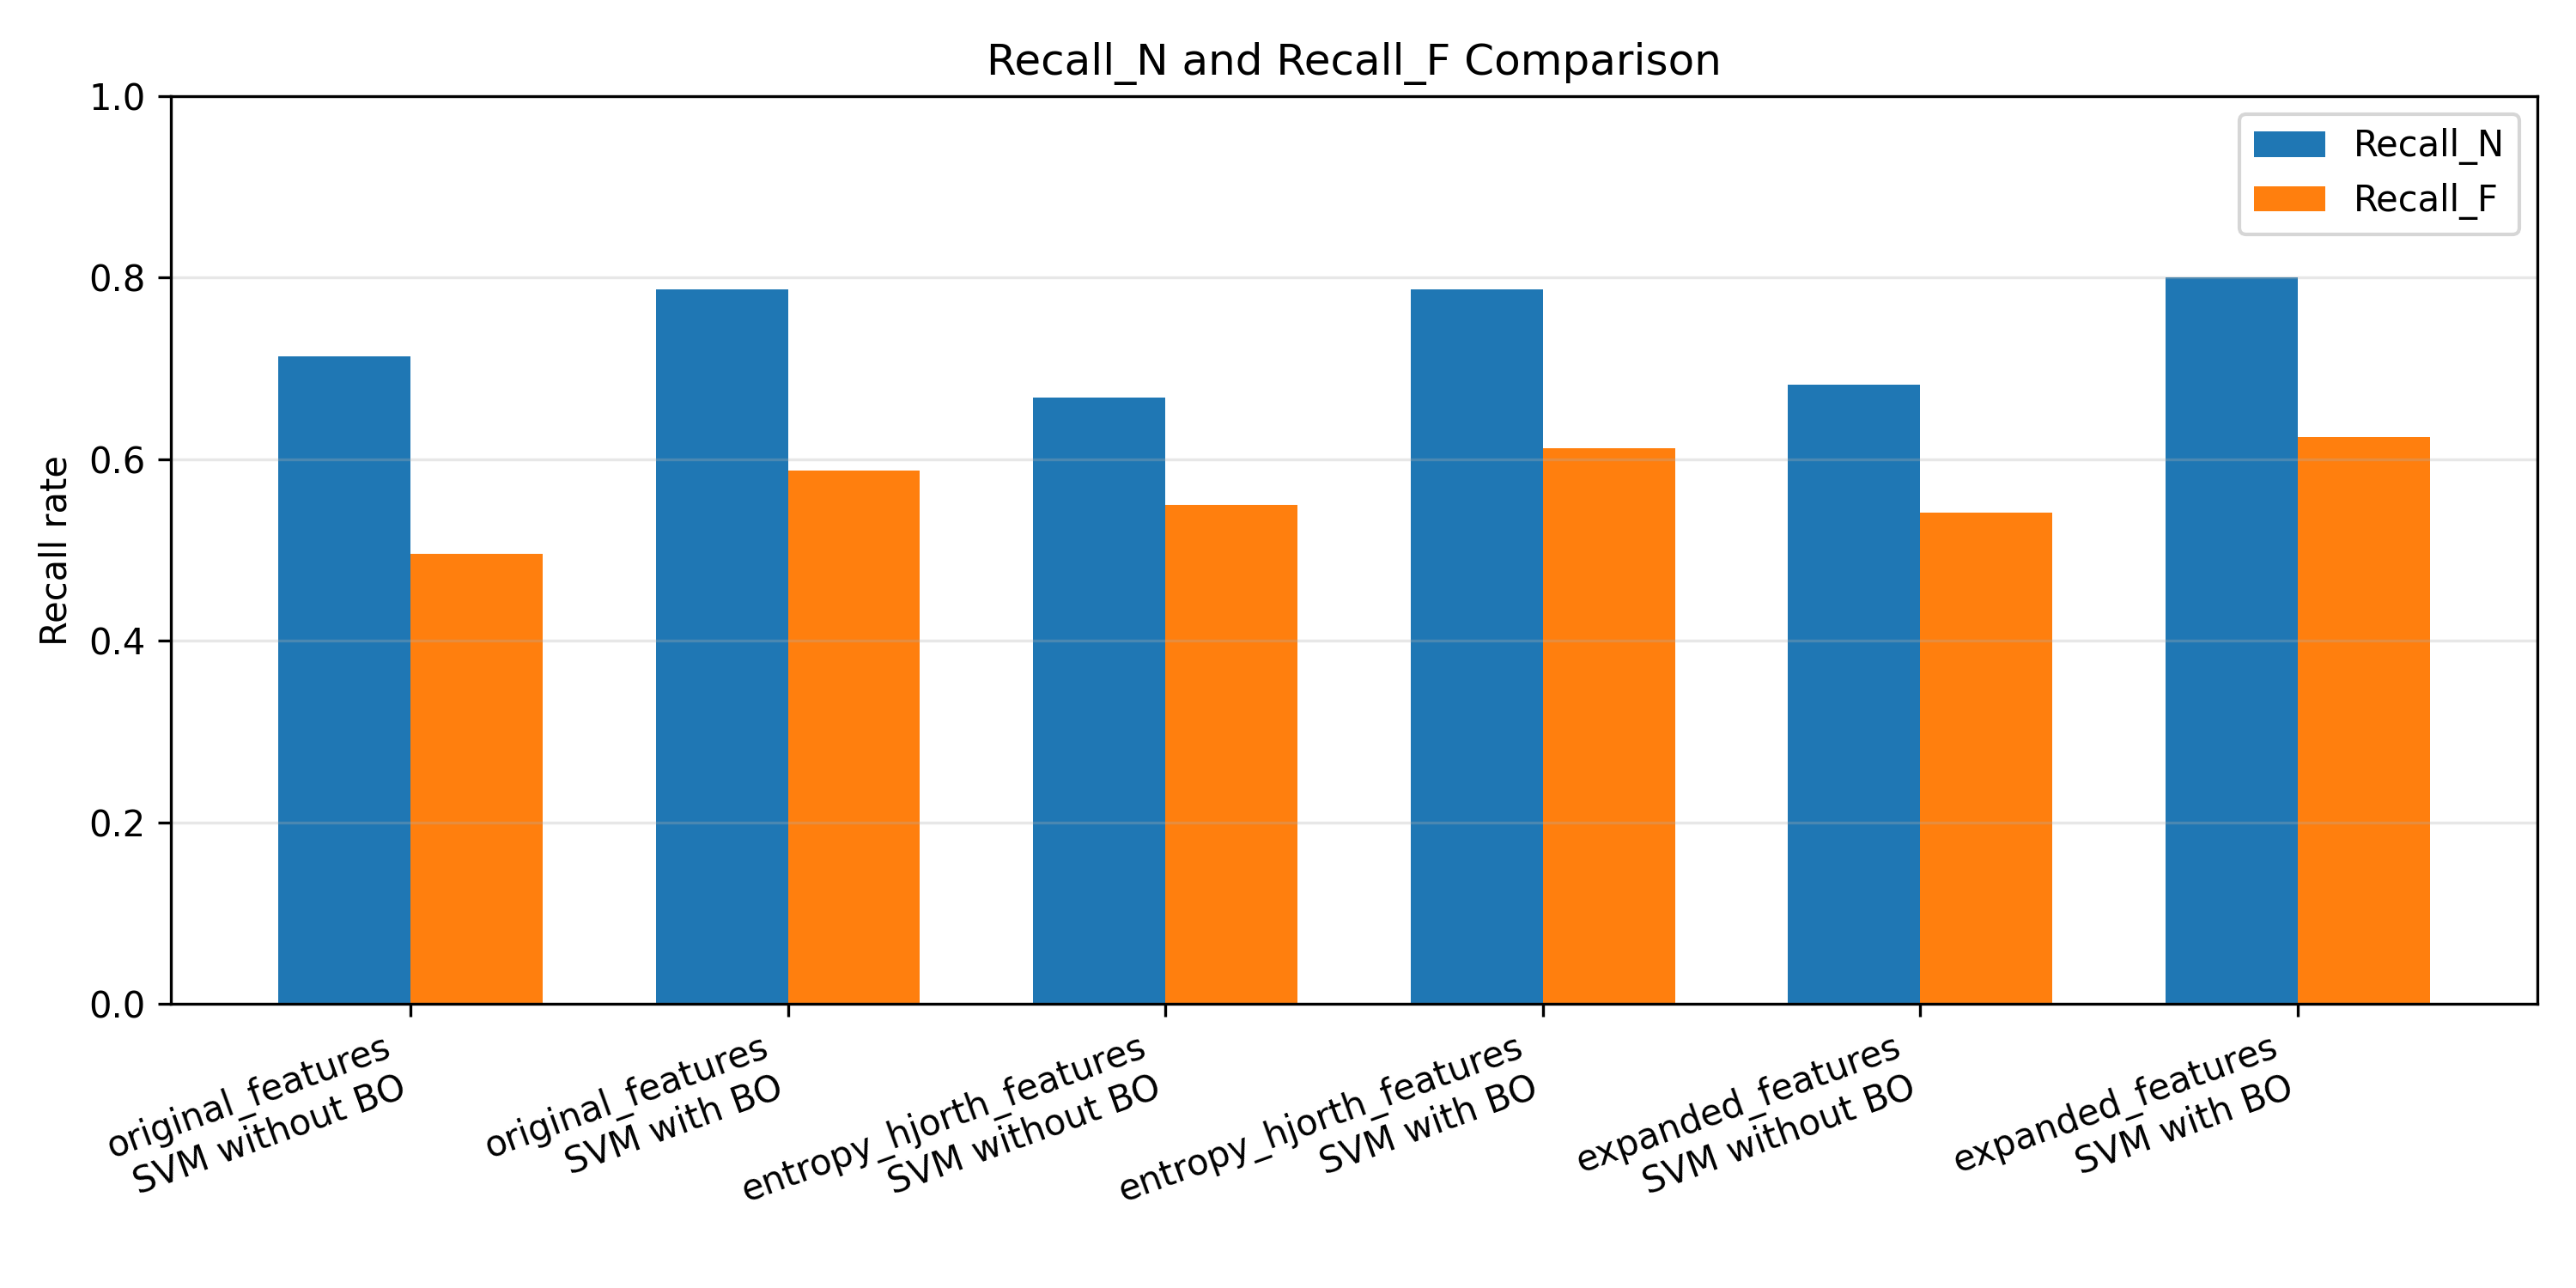 Recall_N and Recall_F Comparison
1.0
0.8
0.6
0.4
0.2
0.0
Recall rate
Recall_N
Recall_F
original_features
SVM without BO
original_features
SVM with BO
entropy_hjorth_features
SVM without BO
entropy_hjorth_features
SVM with BO
expanded_features
SVM without BO
expanded_features
SVM with BO